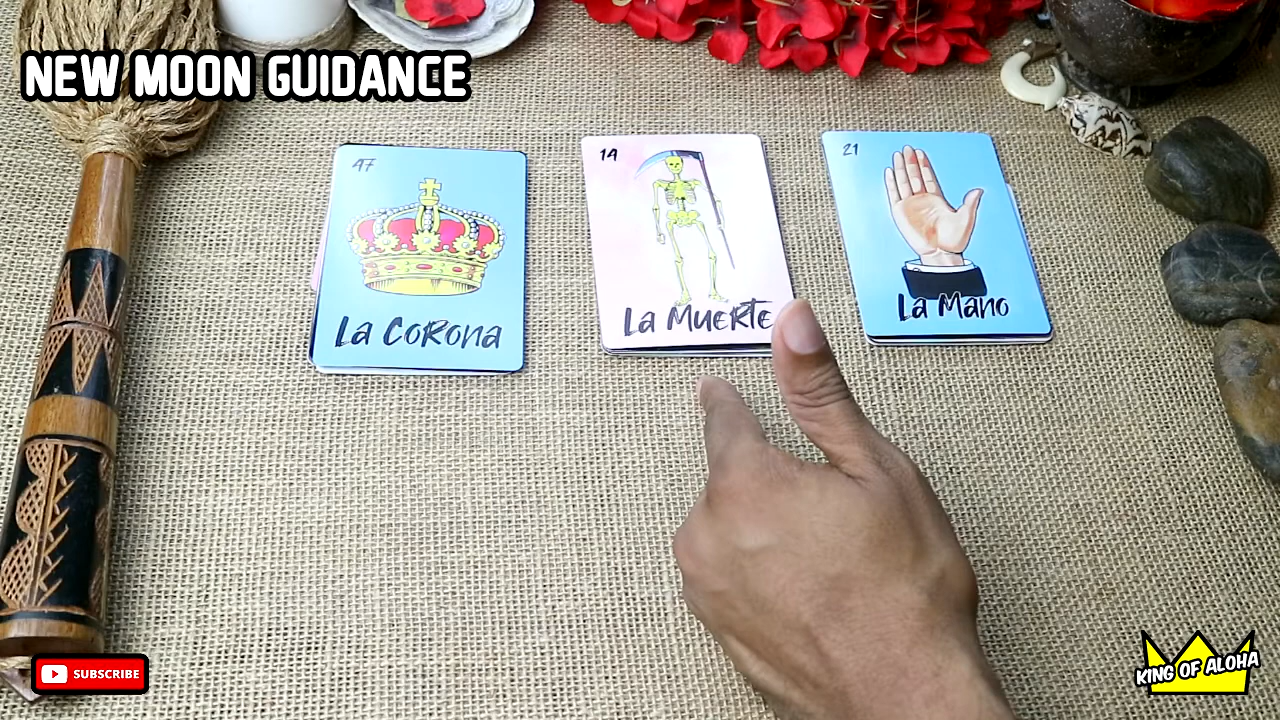 NEW MOON GUIDANCE
47
La Corona
14
La Muerte
21
La Mano
SUBSCRIBE
KING OF ALOHA